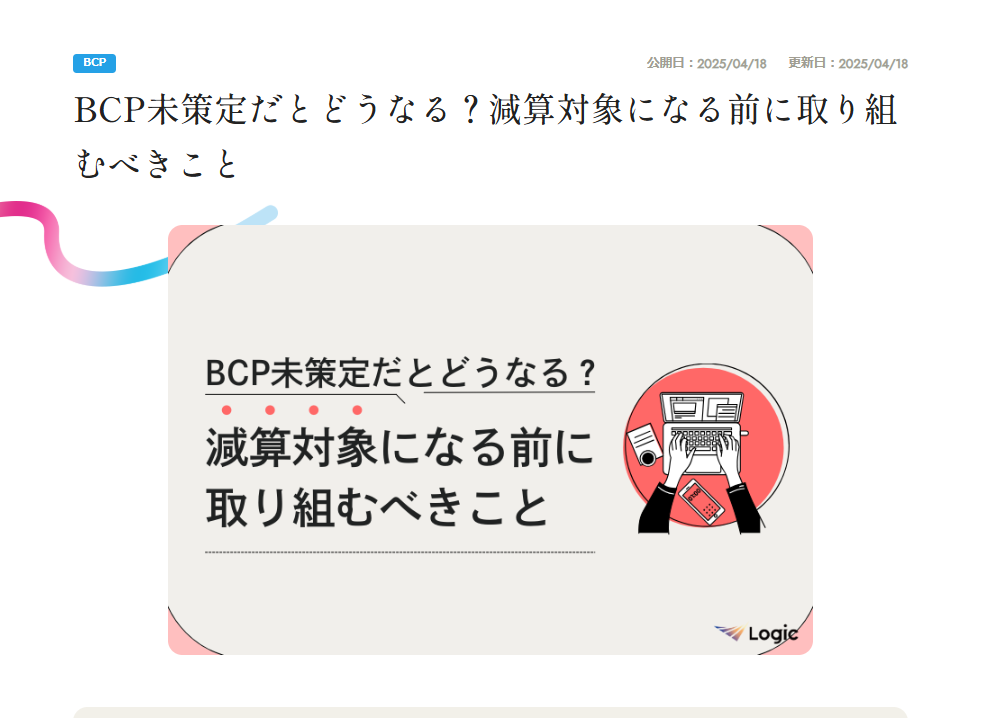 BCP
公開日：2025/04/18 更新日：2025/04/18
BCP未策定だとどうなる？減算対象になる前に取り組
むべきこと
BCP未策定だとどうなる？
減算対象になる前に
取り組むべきこと
Logic